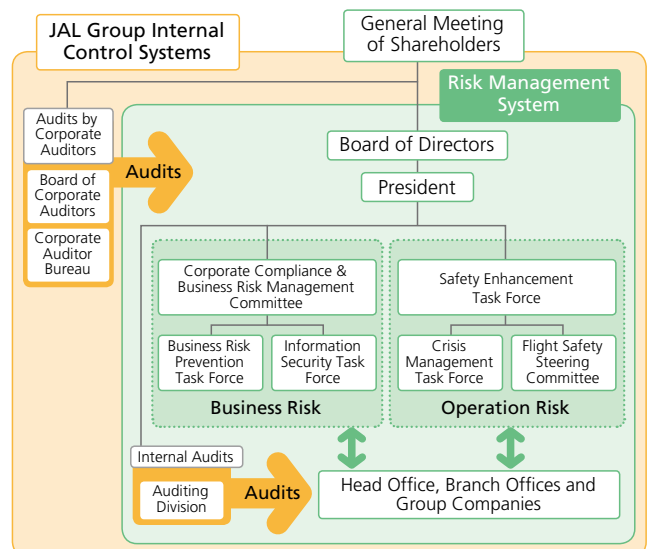 JAL Group Internal
Control Systems
General Meeting
of Shareholders
Risk Management
System
Audits by
Corporate
Auditors
Board of
Corporate
Auditors
Corporate
Auditor
Bureau
Audits
Board of Directors
President
Corporate Compliance &
Business Risk Management
Committee
Business Risk
Prevention
Task Force
Information
Security Task
Force
Business Risk
Safety Enhancement
Task Force
Crisis
Management
Task Force
Flight Safety
Steering
Committee
Operation Risk
Internal Audits
Auditing
Division
Audits
Head Office, Branch Offices and
Group Companies